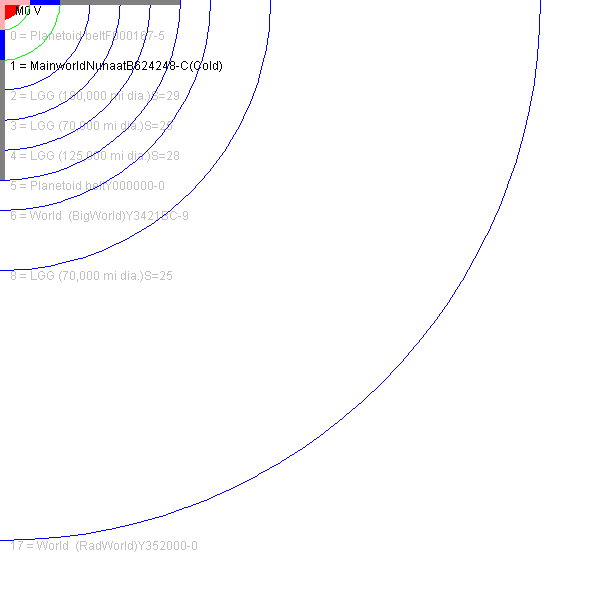 M0 V
0 = Planetoid beltF000167-5
1 = MainworldNunaatB624248-C(Cold)
2 = LGG (180,000 mi dia.)S=29
3 = LGG (70,000 mi dia.)S=25
4 = LGG (125,000 mi dia.)S=28
5 = Planetoid beltY000000-0
6 = World  (BigWorld)Y3421BC-9
8 = LGG (70,000 mi dia.)S=25
17 = World  (RadWorld)Y352000-0